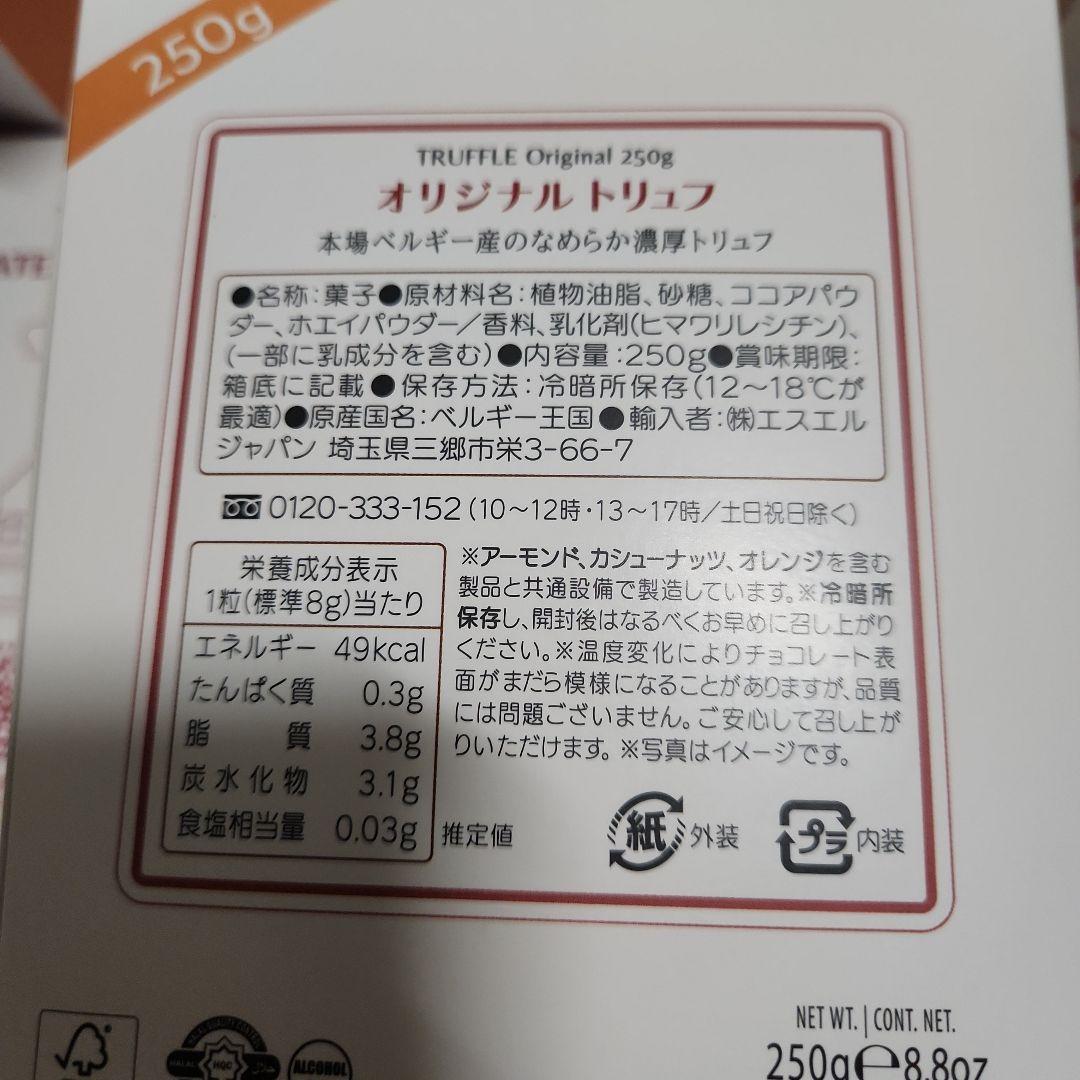 250g
ATE
TRUFFLE Original 250g
オリジナルトリュフ
本場ベルギー産のなめらか濃厚トリュフ
●名称:菓子●原材料名:植物油脂、砂糖、ココアパウ
ダー、ホエイパウダー／香料、乳化剤(ヒマワリレシチン)、
(一部に乳成分を含む)●内容量:250g●賞味期限:
箱底に記載●保存方法:冷暗所保存(12〜18℃が
最適)●原産国名:ベルギー王国●輸入者:㈱エスエル
ジャパン 埼玉県三郷市栄3-66-7
0120-333-152(10〜12時・13〜17時／土日祝日除く)
栄養成分表示
1粒(標準8g)当たり
エネルギー 49kcal
たんぱく質 0.3g
脂質 3.8g
炭水化物 3.1g
食塩相当量 0.03g
推定値
※アーモンド、カシューナッツ、オレンジを含む
製品と共通設備で製造しています。※冷暗所
保存し、開封後はなるべくお早めに召し上がり
ください。※温度変化によりチョコレート表
面がまだら模様になることがありますが、品質
には問題ございません。ご安心して召し上が
りいただけます。※写真はイメージです。
紙 外装
プラ 内装
HALAL
HQC
ALCOHOL
NET WT. | CONT. NET.
250g℮8.8oz